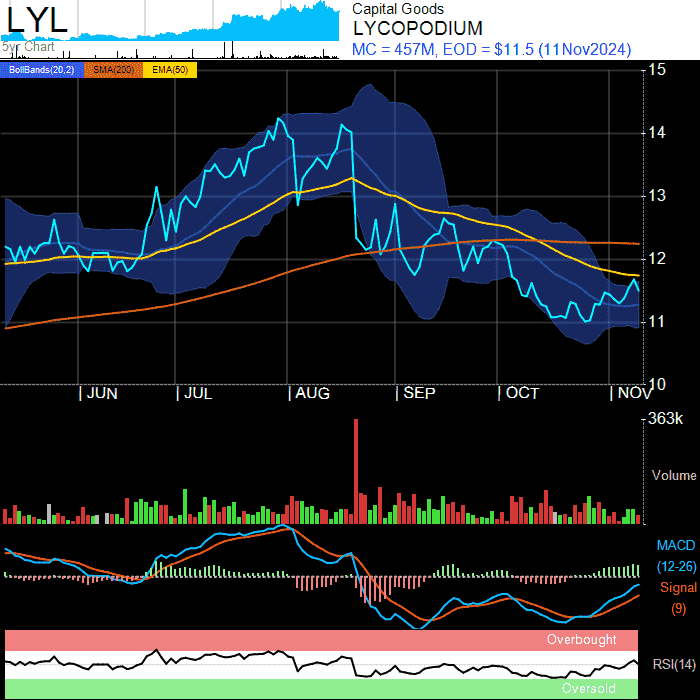 LYL
5yr Chart
Capital Goods
LYCOPODIUM
MC = 457M, EOD = $11.5 (11Nov2024)
BollBands(20,2) SMA(200) EMA(50)
15
14
13
12
11
10
JUN JUL AUG SEP OCT NOV
363k
Volume
MACD
(12-26)
Signal
(9)
Overbought
RSI(14)
Oversold